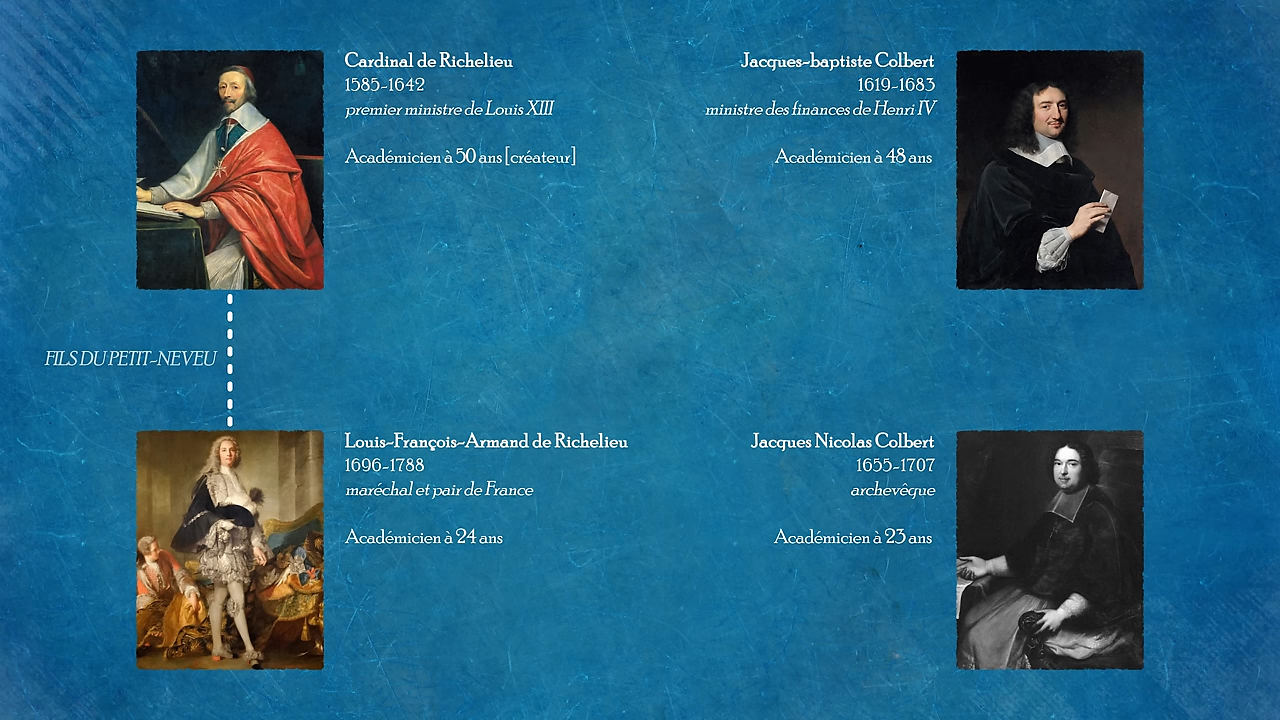 Cardinal de Richelieu
1585-1642
premier ministre de Louis XIII
Académicien à 50 ans [créateur]
Jacques-baptiste Colbert
1619-1683
ministre des finances de Henri IV
Académicien à 48 ans
FILS DU PETIT-NEVEU
Louis-François-Armand de Richelieu
1696-1788
maréchal et pair de France
Académicien à 24 ans
Jacques Nicolas Colbert
1655-1707
archevêque
Académicien à 23 ans